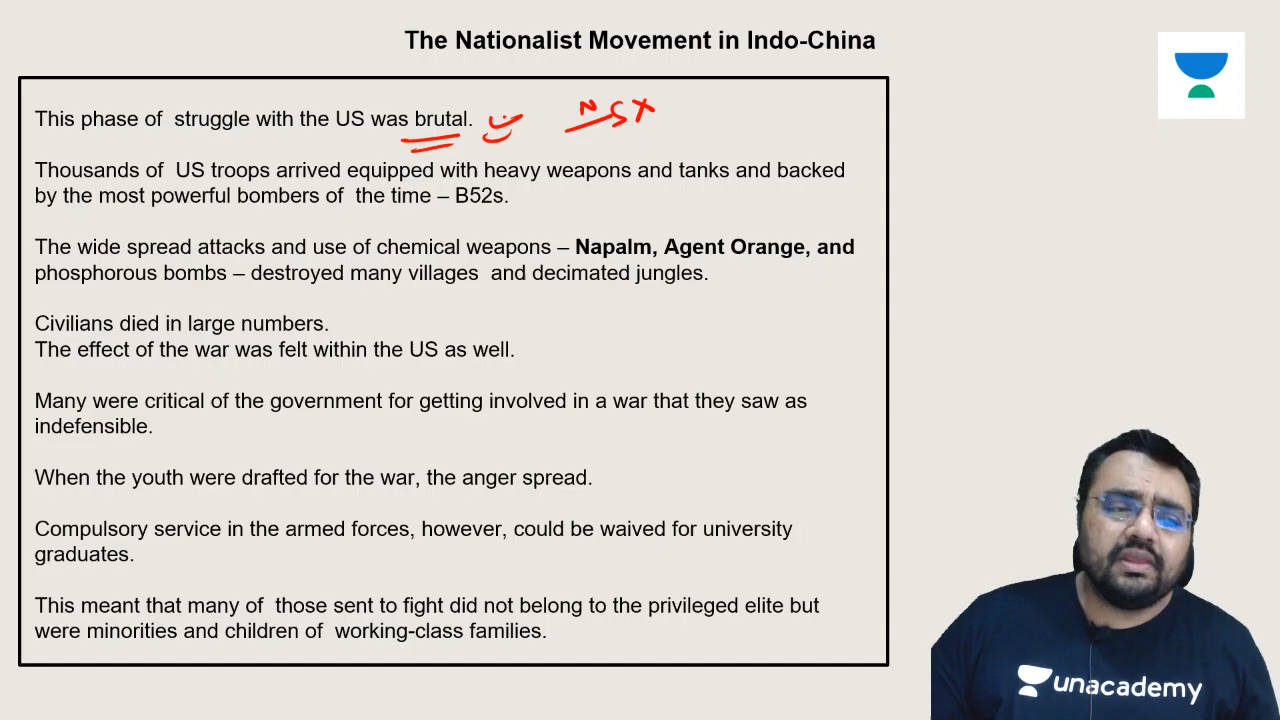 The Nationalist Movement in Indo-China
This phase of struggle with the US was brutal.
Thousands of US troops arrived equipped with heavy weapons and tanks and backed
by the most powerful bombers of the time – B52s.
The wide spread attacks and use of chemical weapons – Napalm, Agent Orange, and
phosphorous bombs – destroyed many villages and decimated jungles.
Civilians died in large numbers.
The effect of the war was felt within the US as well.
Many were critical of the government for getting involved in a war that they saw as
indefensible.
When the youth were drafted for the war, the anger spread.
Compulsory service in the armed forces, however, could be waived for university
graduates.
This meant that many of those sent to fight did not belong to the privileged elite but
were minorities and children of working-class families.
unacademy